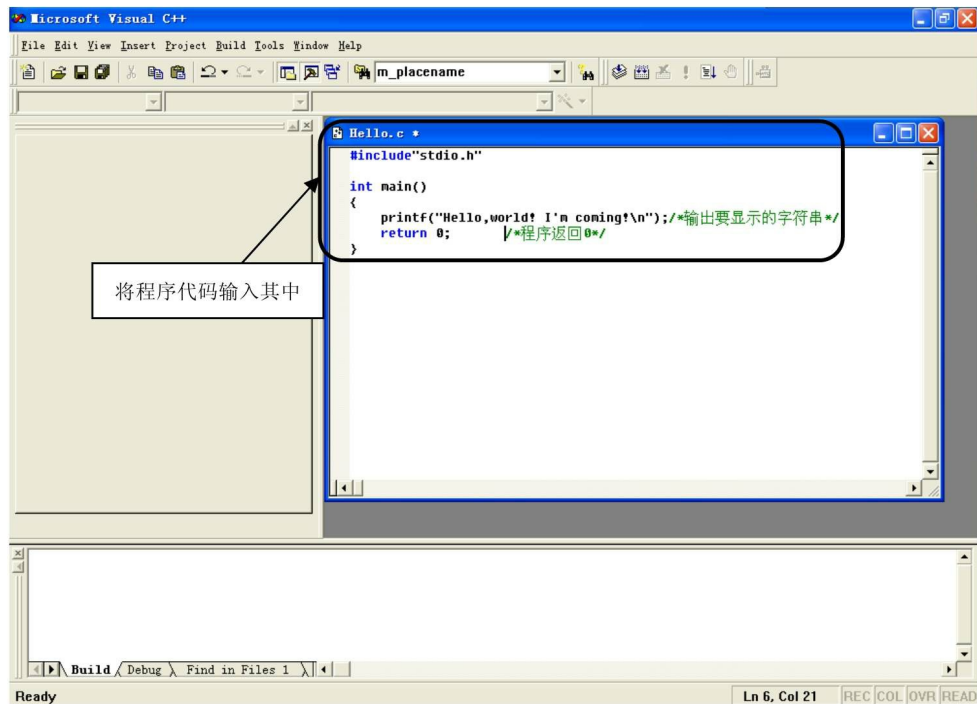 Microsoft Visual C++
File Edit View Insert Project Build Tools Window Help
m_placename
Hello.c *
#include"stdio.h"
int main()
{
printf("Hello,world! I'm coming!\n");/*输出要显示的字符串*/
return 0; /*程序返回0*/
}
将程序代码输入其中
Build Debug Find in Files 1
Ready Ln 6, Col 21 REC COL OVR READ